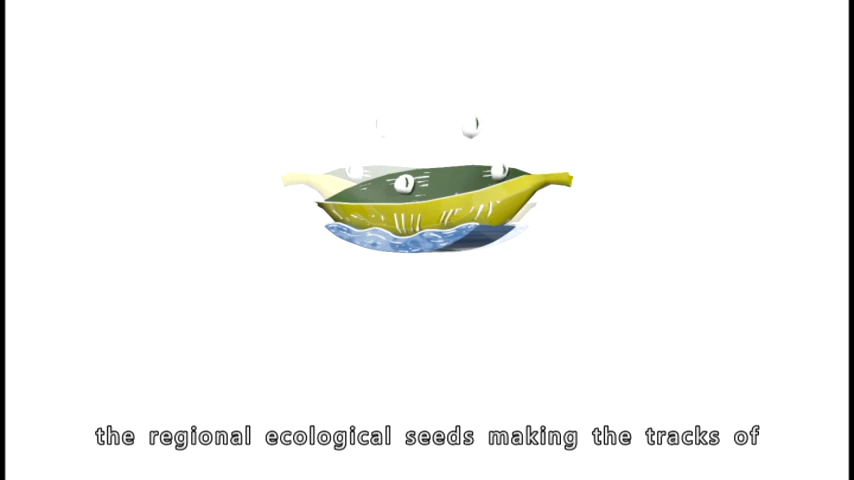 the regional ecological seeds making the tracks of